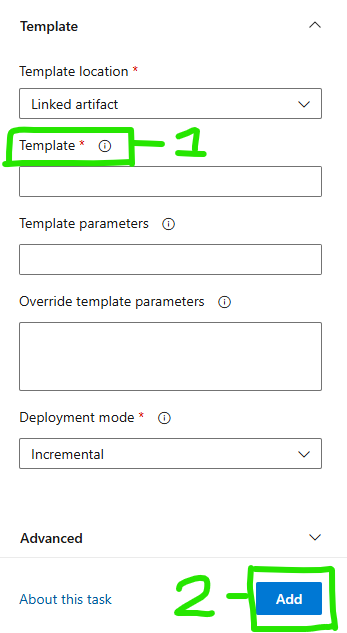 Template
Template location *
Linked artifact
Template * 1
Template parameters
Override template parameters
Deployment mode *
Incremental
Advanced
About this task 2 Add